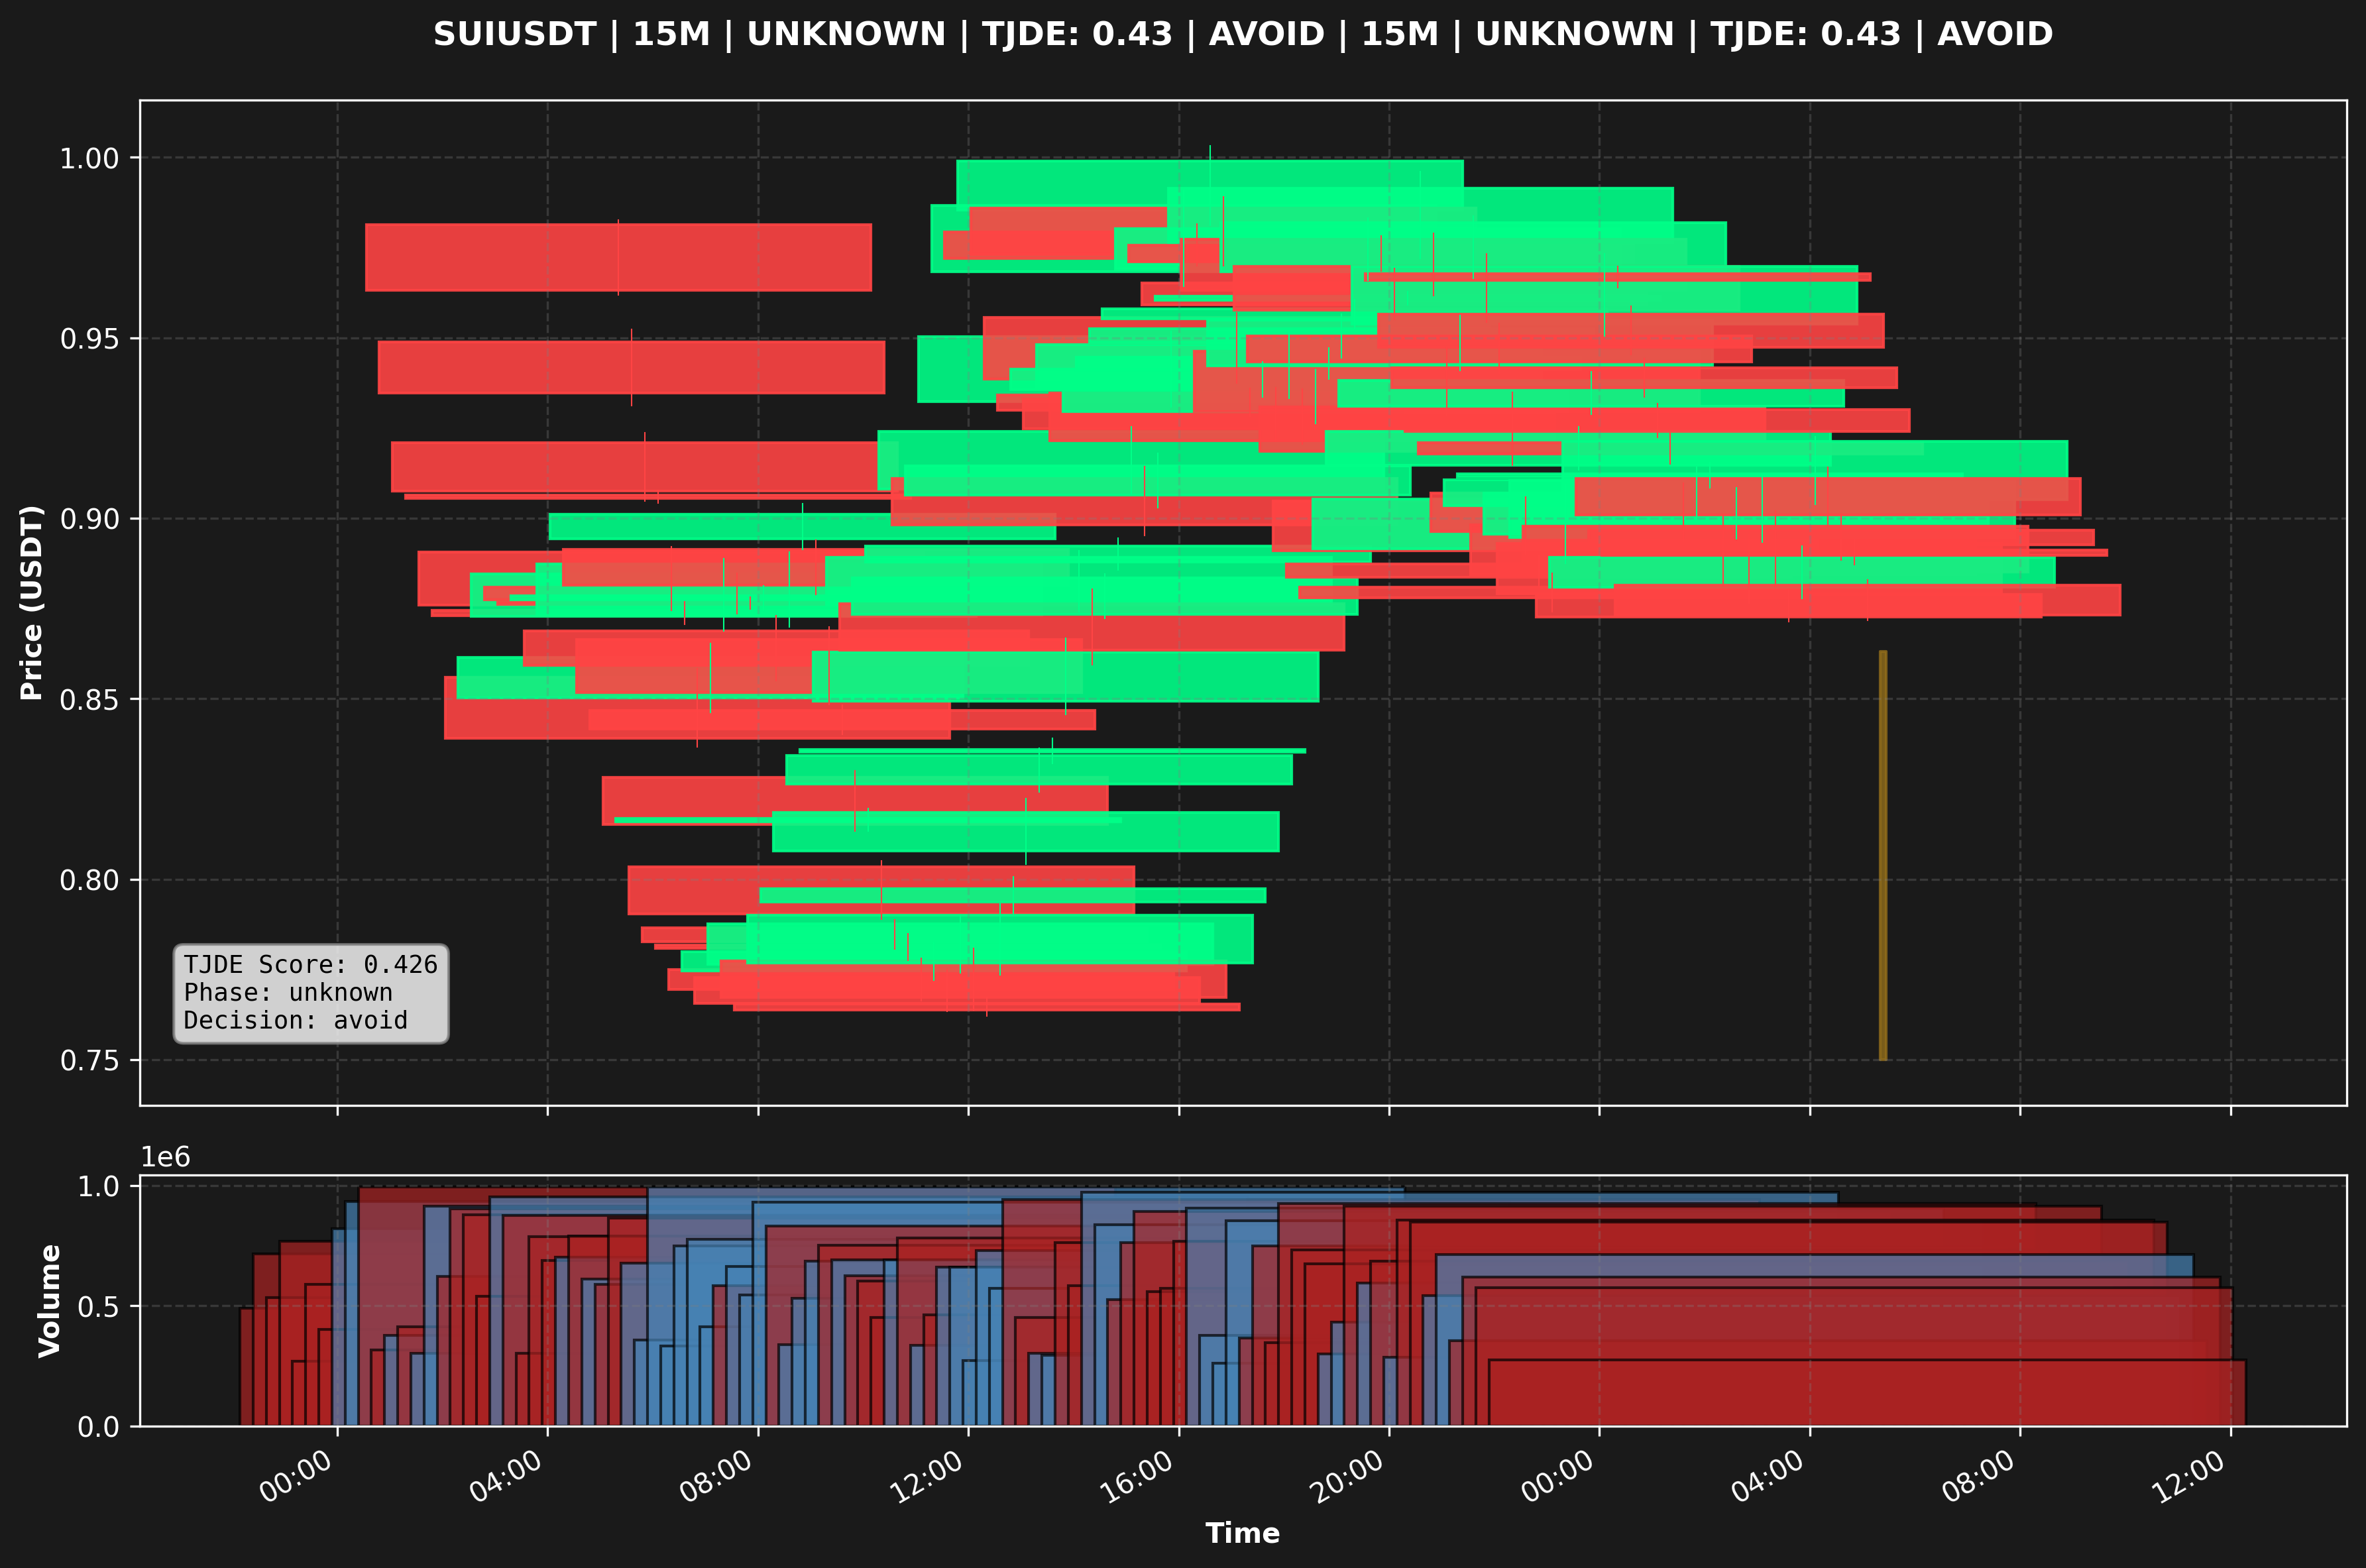 SUIUSDT | 15M | UNKNOWN | TJDE: 0.43 | AVOID | 15M | UNKNOWN | TJDE: 0.43 | AVOID
Price (USDT)
1.00
0.95
0.90
0.85
0.80
0.75
TJDE Score: 0.426
Phase: unknown
Decision: avoid
1e6
Volume
1.0
0.5
0.0
00:00 04:00 08:00 12:00 16:00 20:00 00:00 04:00 08:00 12:00
Time